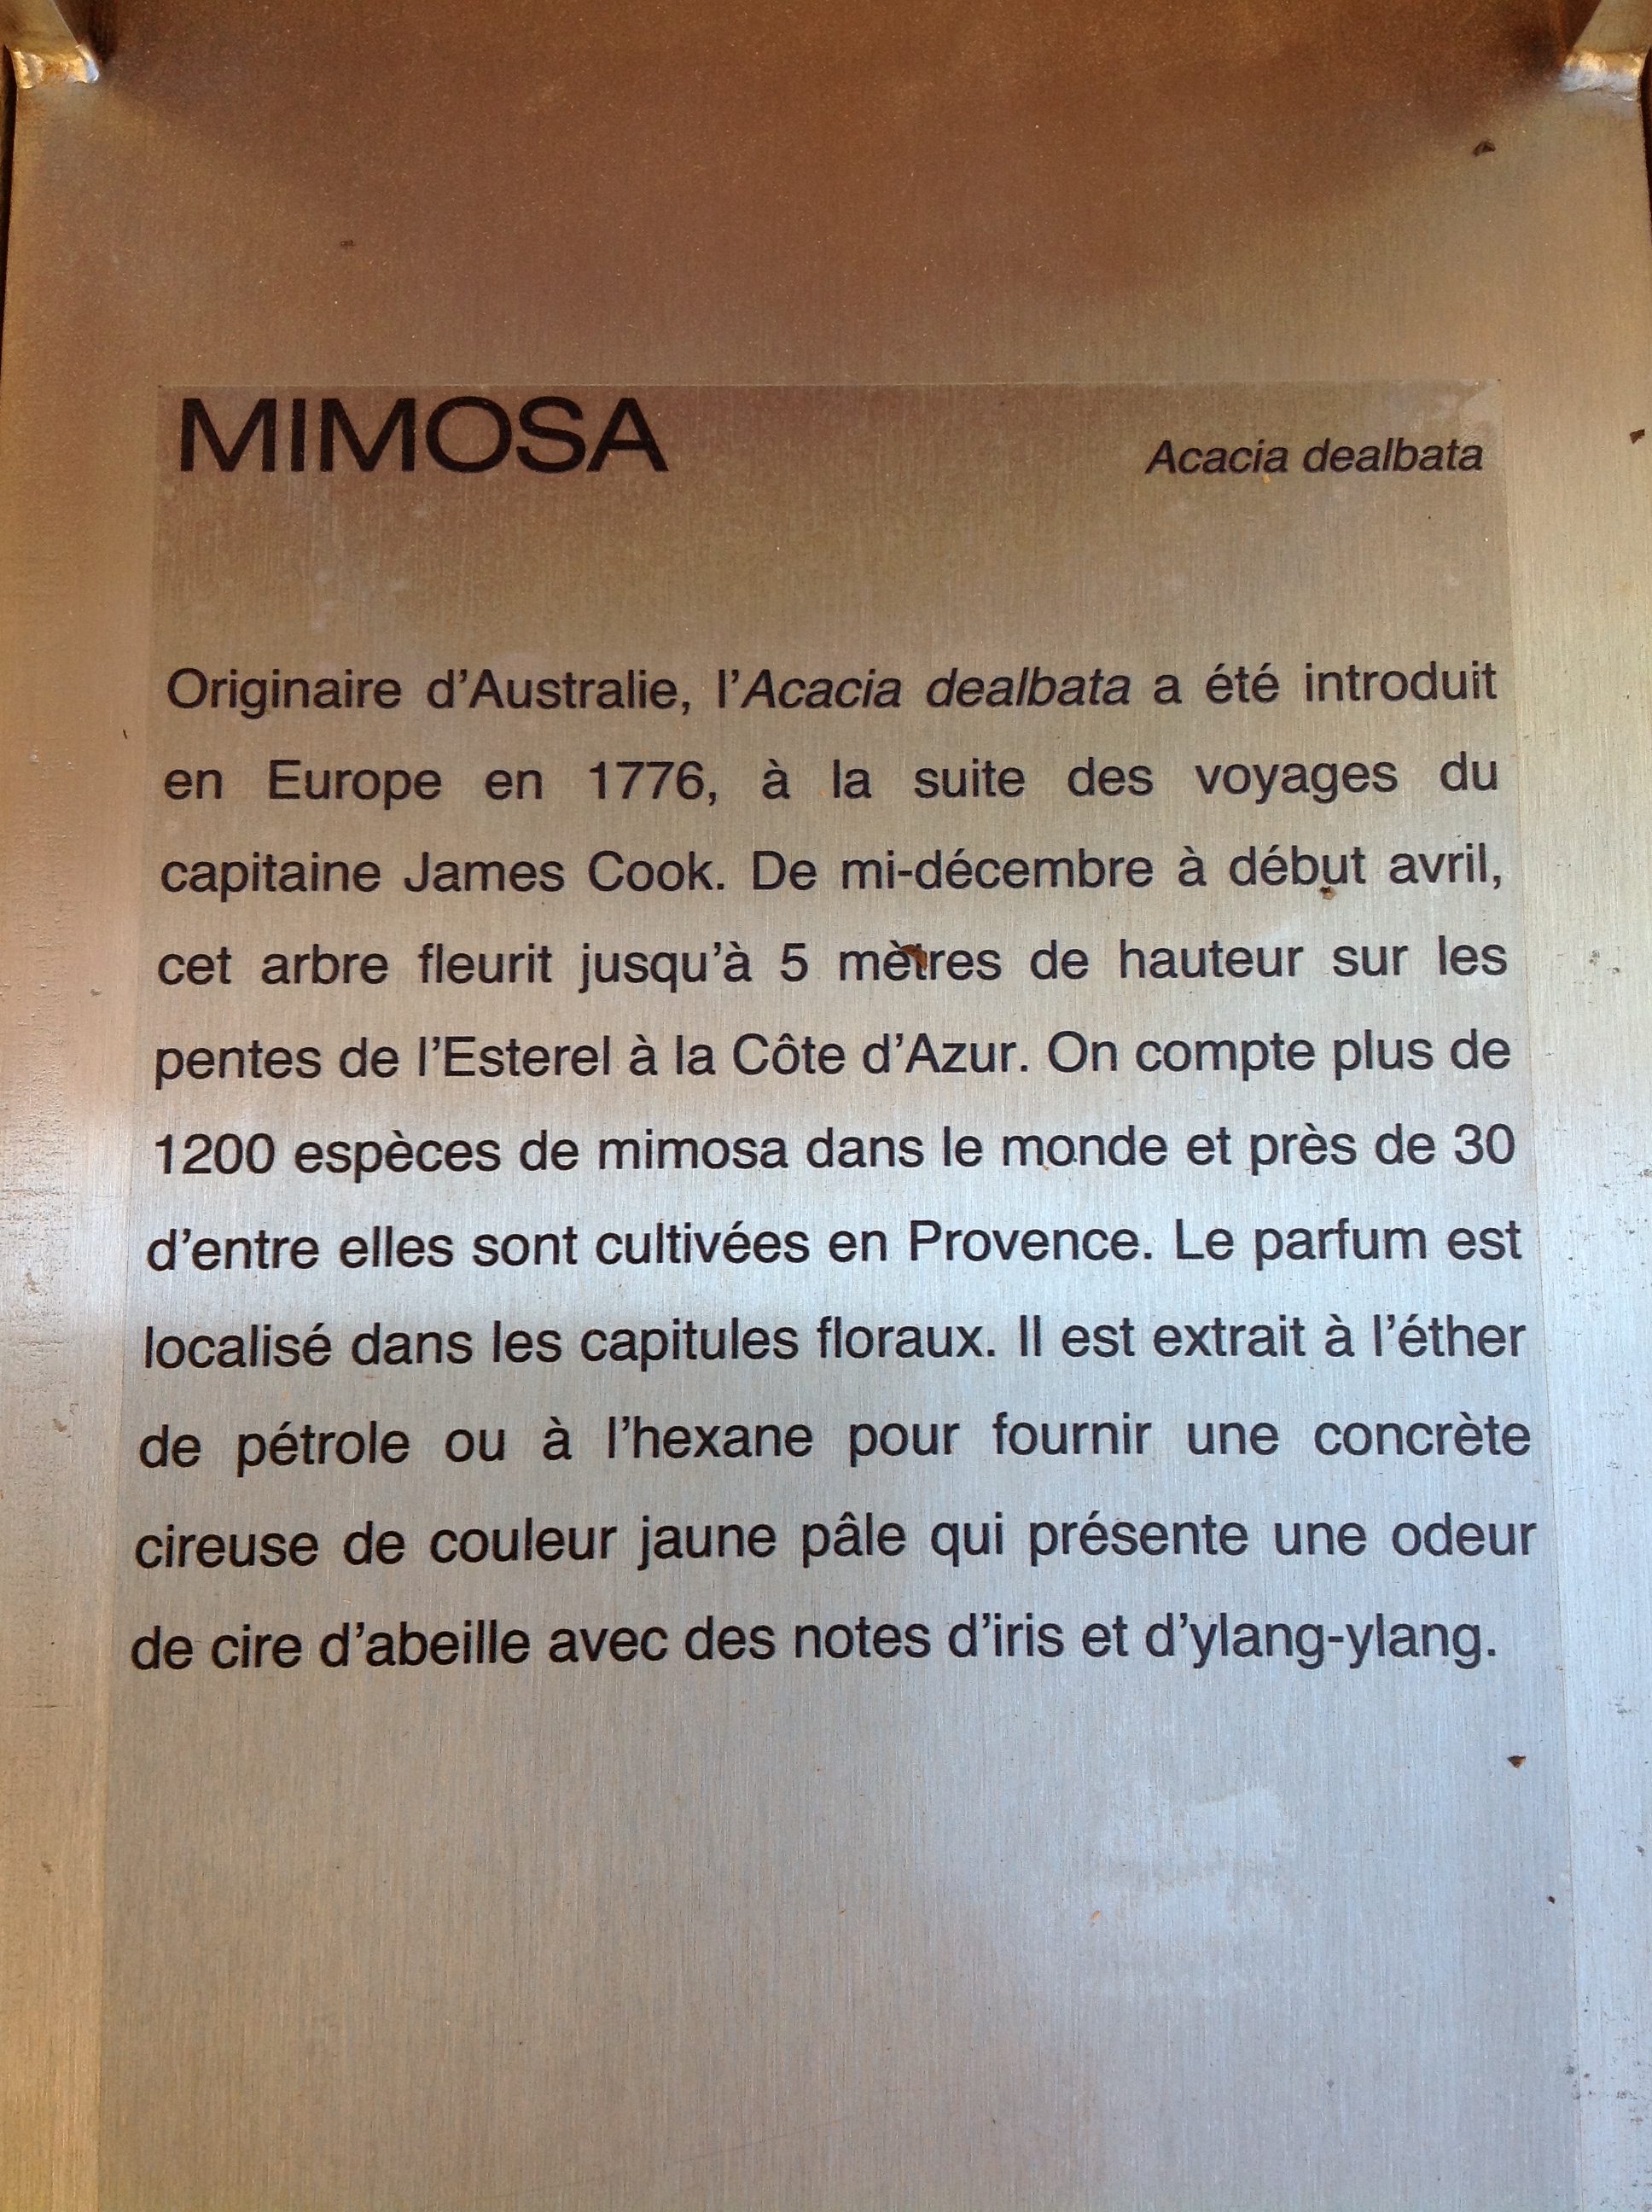 MIMOSA Acacia dealbata
Originaire d’Australie, l’Acacia dealbata a été introduit
en Europe en 1776, à la suite des voyages du
capitaine James Cook. De mi-décembre à début avril,
cet arbre fleurit jusqu’à 5 mètres de hauteur sur les
pentes de l’Esterel à la Côte d’Azur. On compte plus de
1200 espèces de mimosa dans le monde et près de 30
d’entre elles sont cultivées en Provence. Le parfum est
localisé dans les capitules floraux. Il est extrait à l’éther
de pétrole ou à l’hexane pour fournir une concrète
cireuse de couleur jaune pâle qui présente une odeur
de cire d’abeille avec des notes d’iris et d’ylang-ylang.